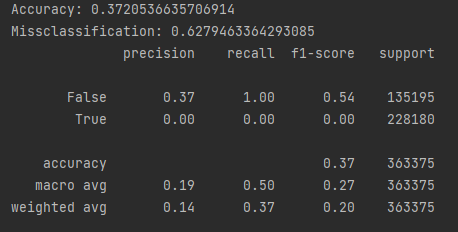 Accuracy: 0.3720536635706914
Missclassification: 0.6279463364293085
precision recall f1-score support
False 0.37 1.00 0.54 135195
True 0.00 0.00 0.00 228180
accuracy 0.37 363375
macro avg 0.19 0.50 0.27 363375
weighted avg 0.14 0.37 0.20 363375